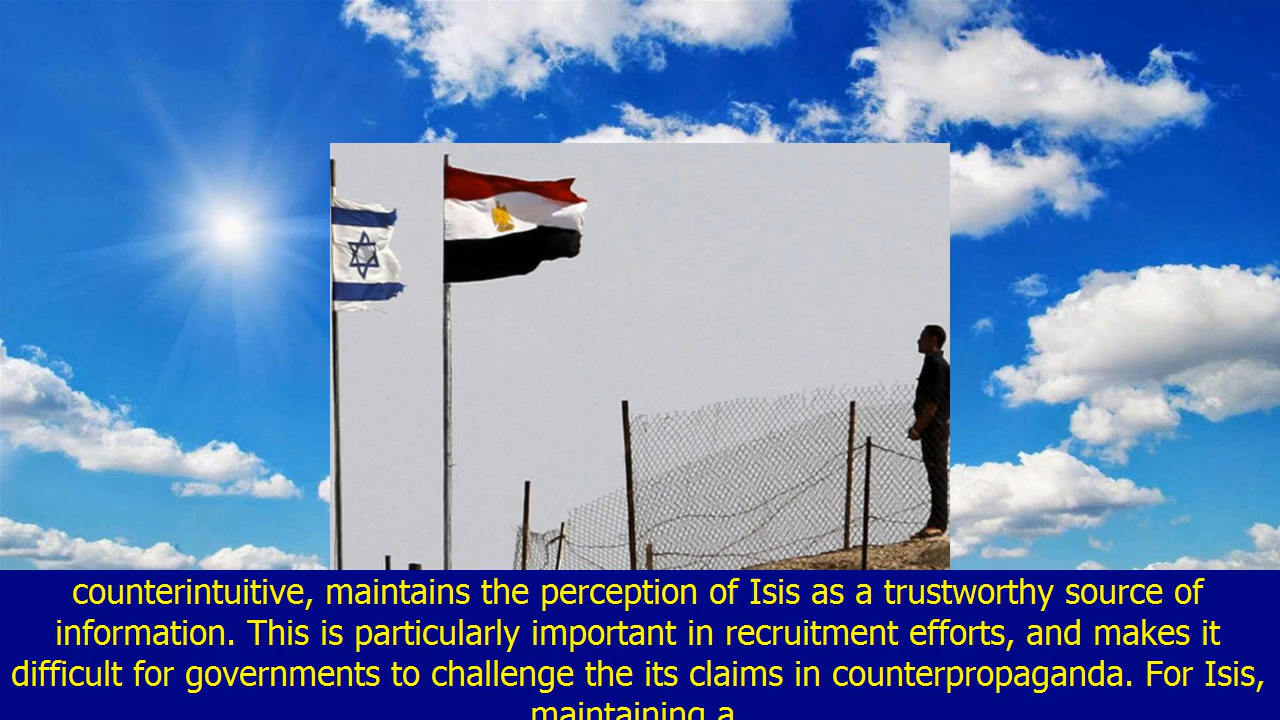 counterintuitive, maintains the perception of Isis as a trustworthy source of
information. This is particularly important in recruitment efforts, and makes it
difficult for governments to challenge the its claims in counterpropaganda. For Isis,
maintaining a